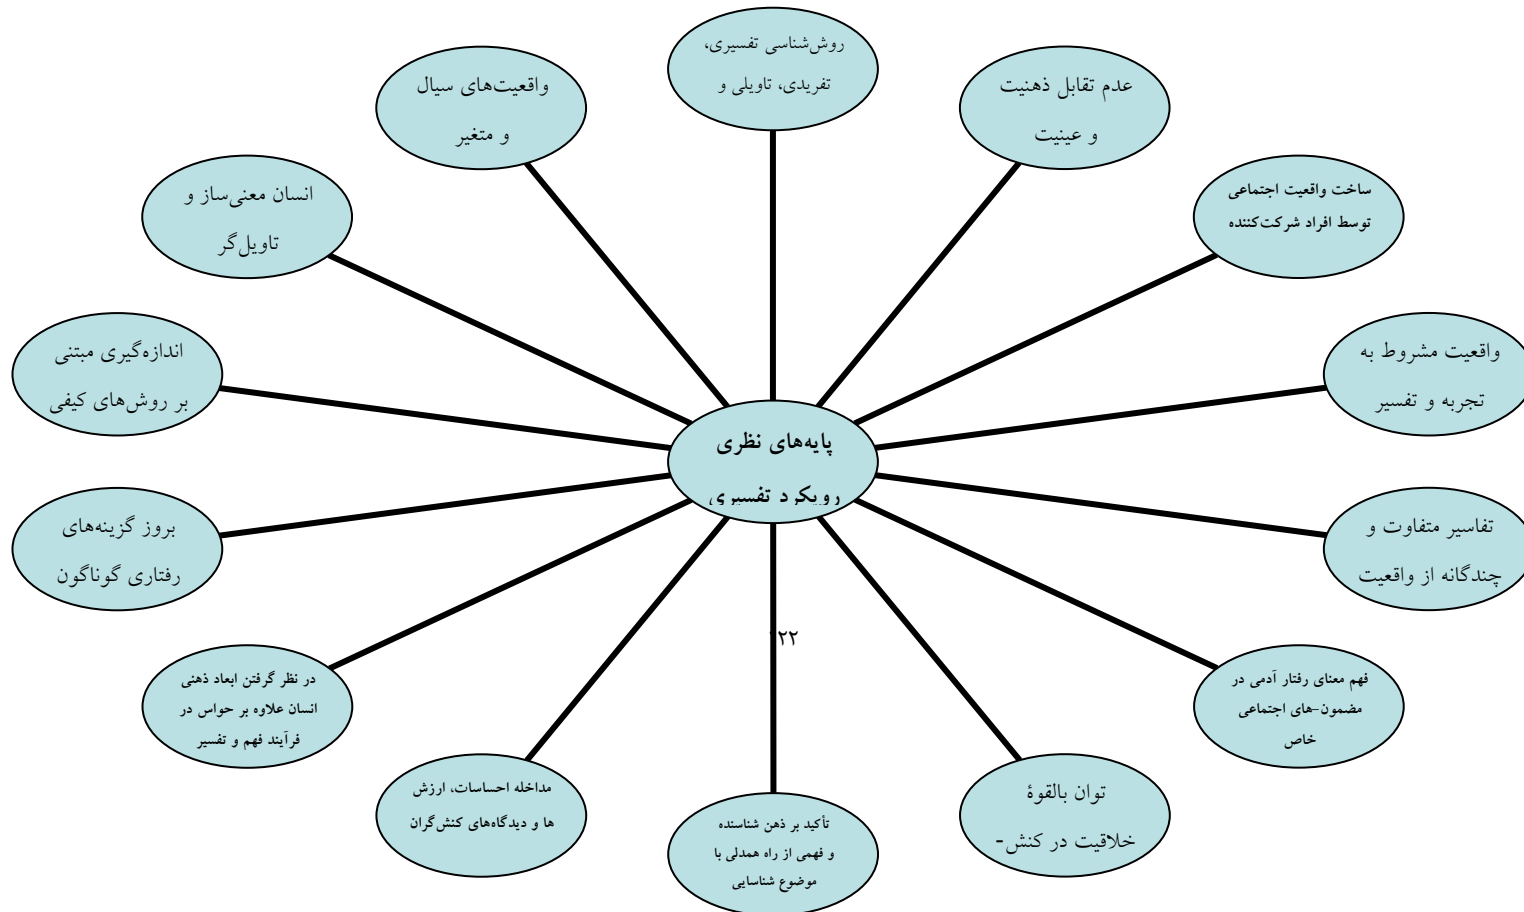 روش‌شناسی تفسیری،
تفریدی، تاویلی و
عدم تقابل ذهنیت
و عینیت
ساخت واقعیت اجتماعی
توسط افراد شرکت‌کننده
واقعیت مشروط به
تجربه و تفسیر
تفاسیر متفاوت و
چندگانه از واقعیت
فهم معنای رفتار آدمی در
مضمون-های اجتماعی
خاص
توان بالقوۀ
خلاقیت در کنش-
تأکید بر ذهن شناسنده
و فهمی از راه همدلی با
موضوع شناسایی
مداخله احساسات، ارزش
ها و دیدگاه‌های کنش‌گران
در نظر گرفتن ابعاد ذهنی
انسان علاوه بر حواس در
فرآیند فهم و تفسیر
بروز گزینه‌های
رفتاری گوناگون
اندازه‌گیری مبتنی
بر روش‌های کیفی
انسان معنی‌ساز و
تاویل‌گر
واقعیت‌های سیال
و متغیر
پایه‌های نظری
رویکرد تفسیری